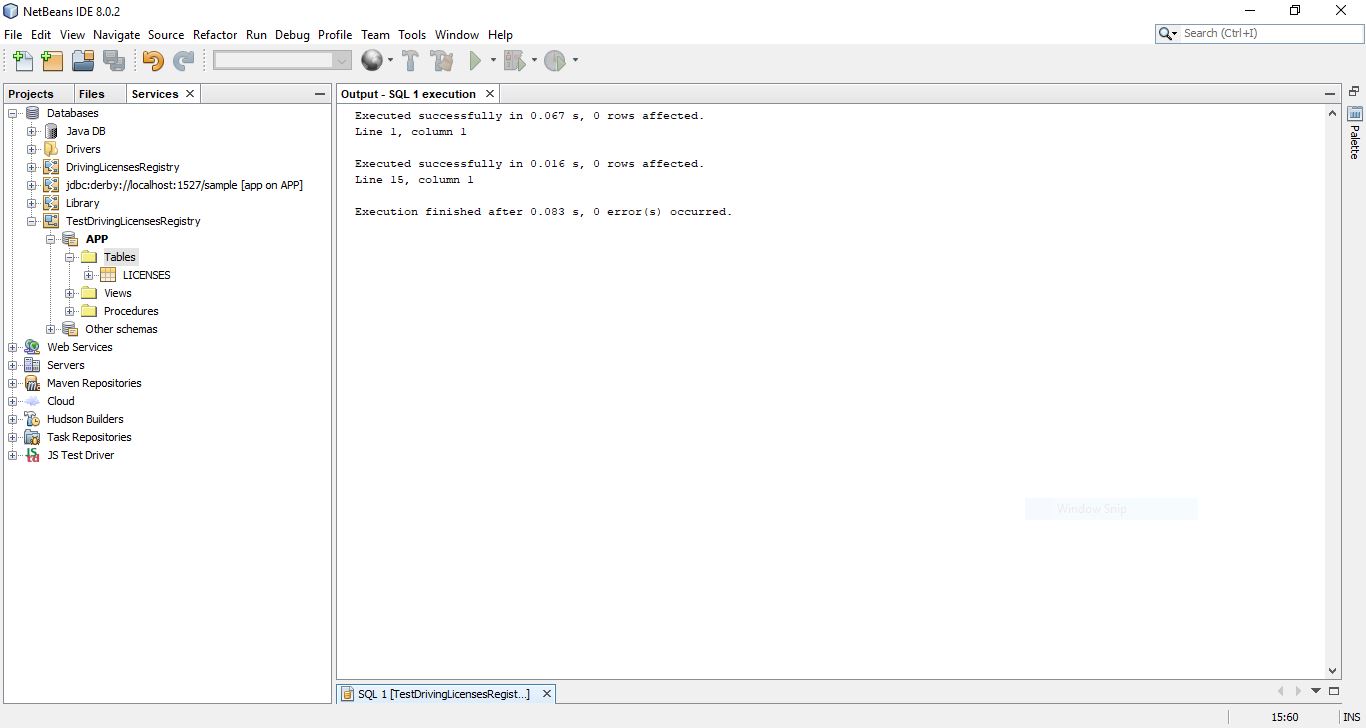 NetBeans IDE 8.0.2
File Edit View Navigate Source Refactor Run Debug Profile Team Tools Window Help
Search (Ctrl+I)
Projects Files Services
Databases
Java DB
Drivers
DrivingLicensesRegistry
jdbc:derby://localhost:1527/sample [app on APP]
Library
TestDrivingLicensesRegistry
APP
Tables
LICENSES
Views
Procedures
Other schemas
Web Services
Servers
Maven Repositories
Cloud
Hudson Builders
Task Repositories
JS Test Driver
Output - SQL 1 execution
Executed successfully in 0.067 s, 0 rows affected.
Line 1, column 1
Executed successfully in 0.016 s, 0 rows affected.
Line 15, column 1
Execution finished after 0.083 s, 0 error(s) occurred.
Window Snip
Palette
SQL 1 [TestDrivingLicensesRegist...]
15:60 INS